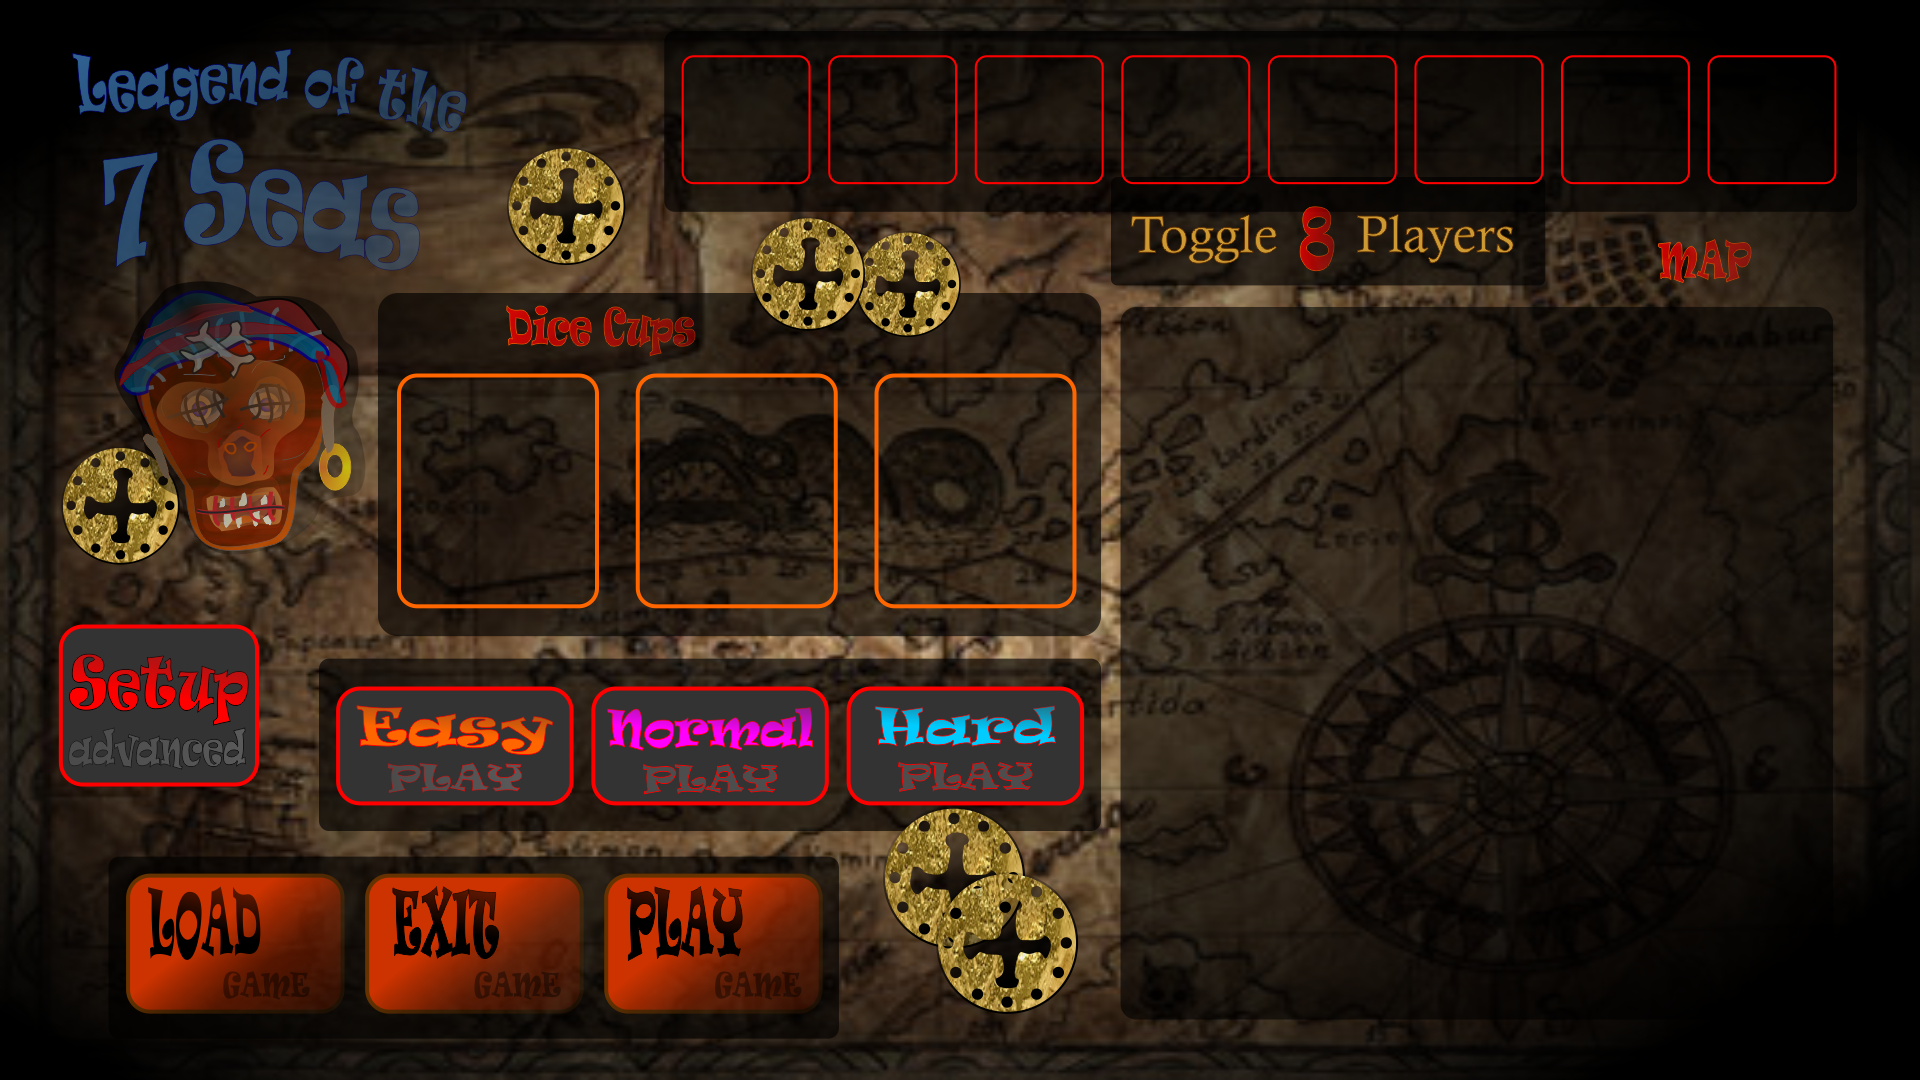 Leagend of the
7 Seas
Toggle 8 Players
MAP
Dice Cups
Setup
advanced
Easy
PLAY
Normal
PLAY
Hard
PLAY
LOAD
GAME
EXIT
GAME
PLAY
GAME